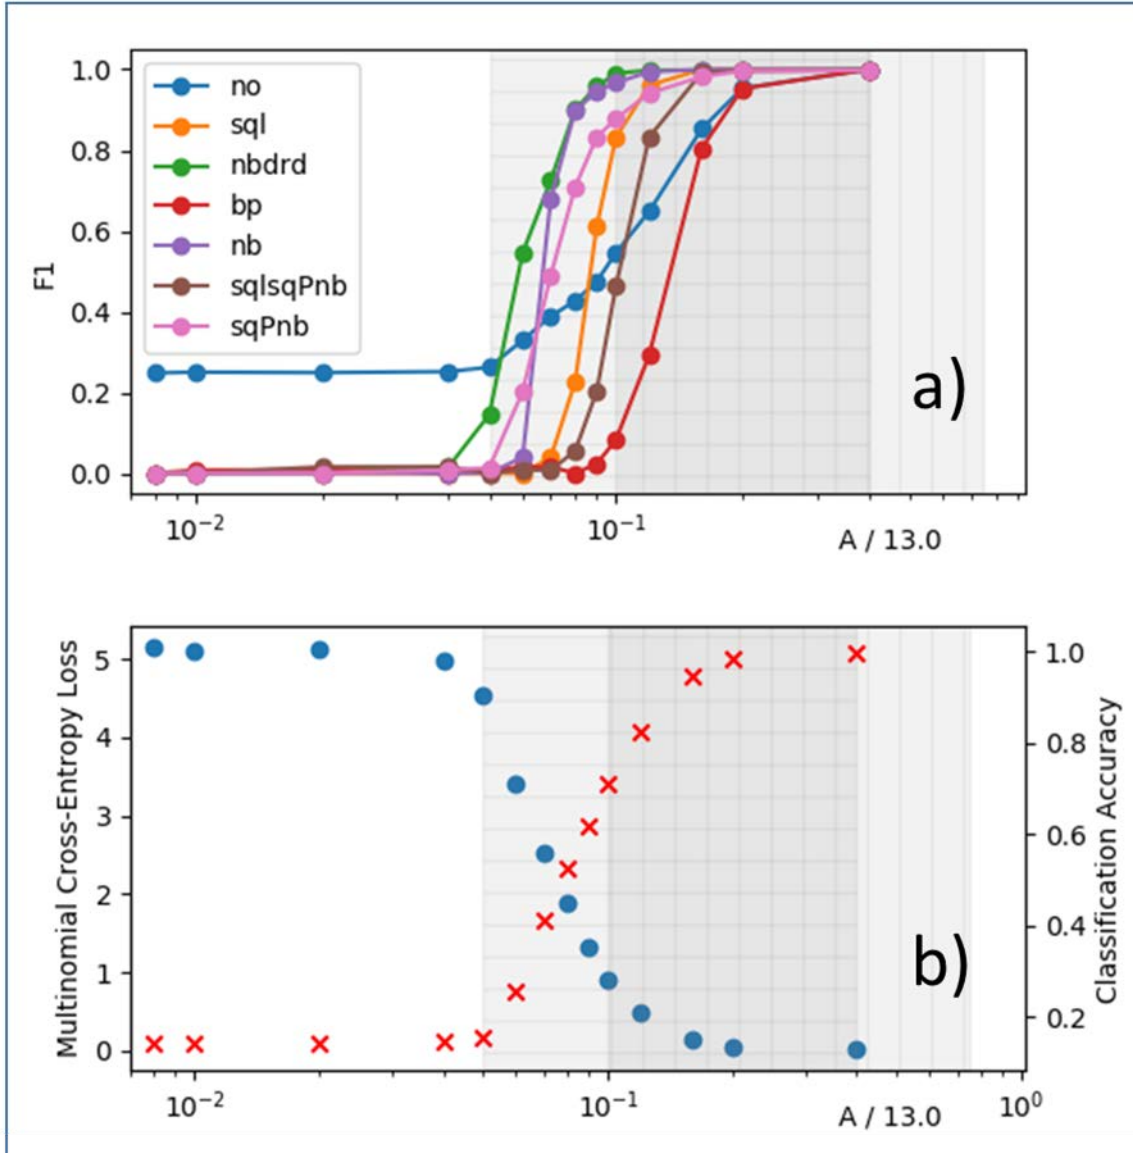 1.0
0.8
0.6
0.4
0.2
0.0
F1
no
sql
nbdrd
bp
nb
sqlsqPnb
sqPnb
a)
10⁻²
10⁻¹
A / 13.0
5
4
3
2
1
0
Multinomial Cross-Entropy Loss
1.0
0.8
0.6
0.4
0.2
Classification Accuracy
b)
10⁻²
10⁻¹
10⁰
A / 13.0